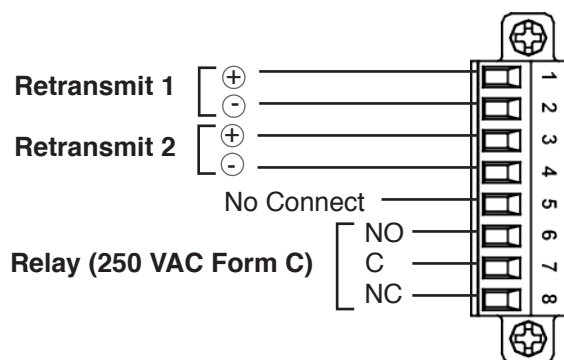 Retransmit 1 + 1
- 2
Retransmit 2 + 3
- 4
No Connect 5
NO 6
Relay (250 VAC Form C) C 7
NC 8